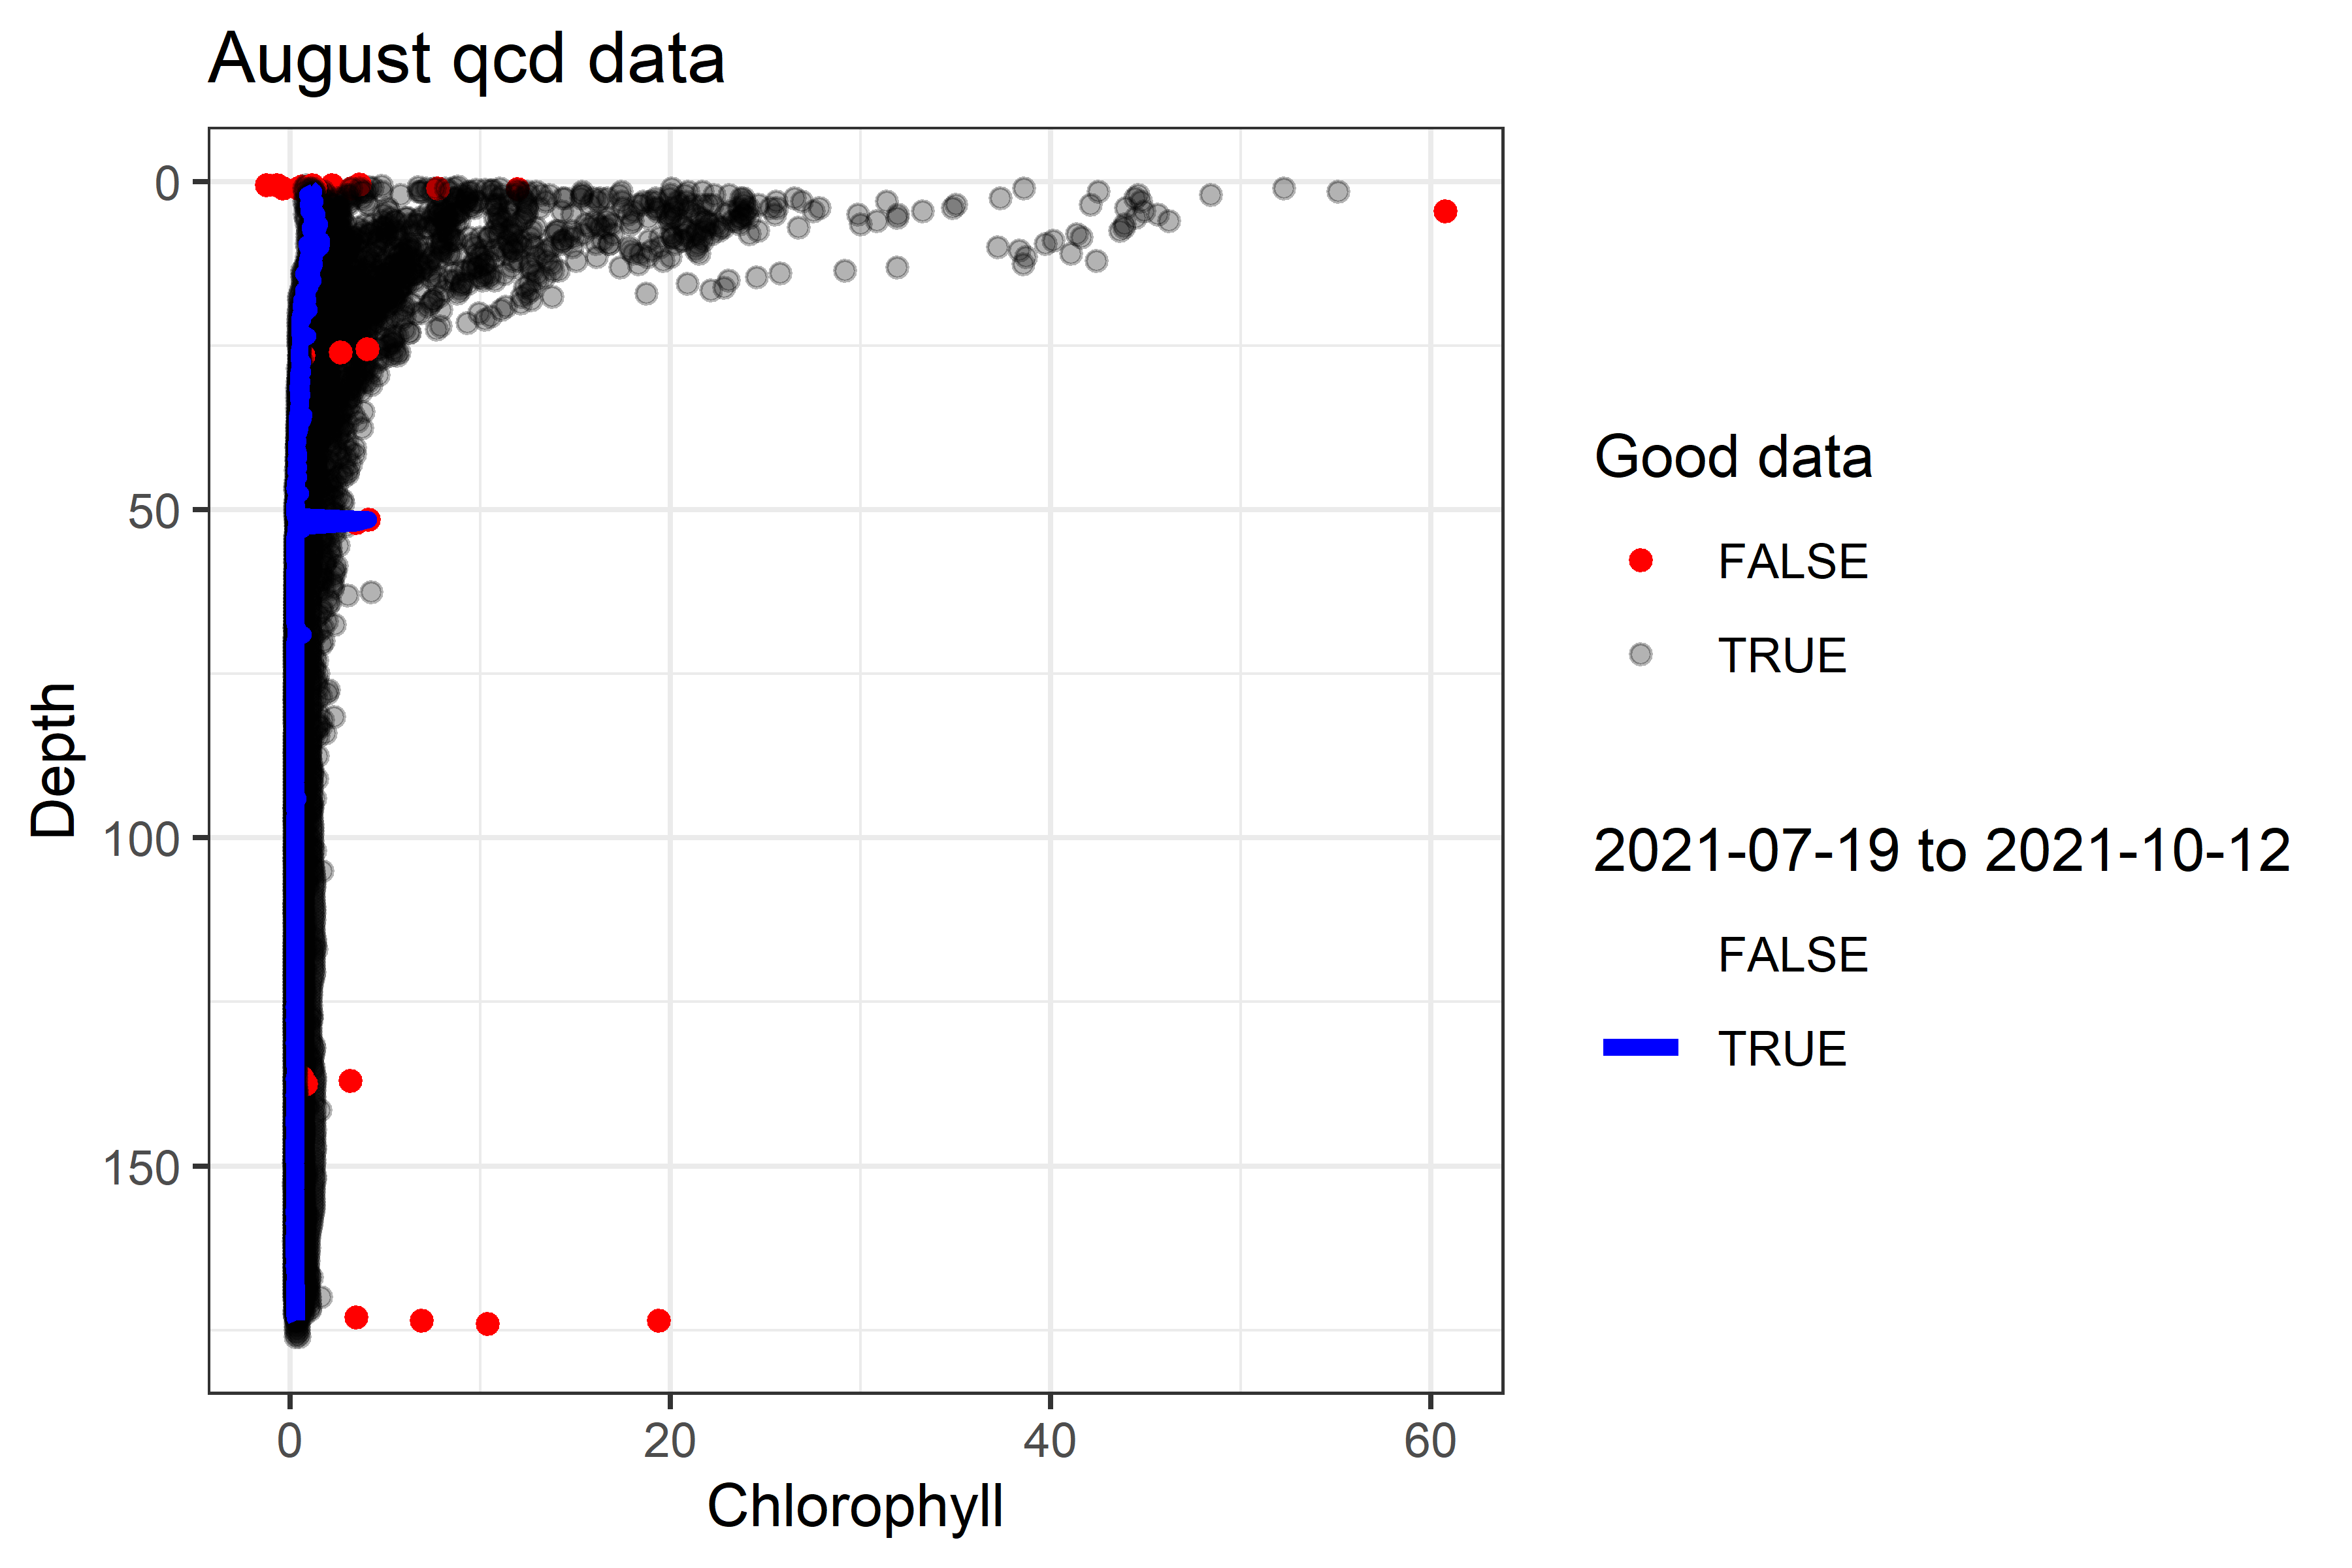 August qcd data
0
50
100
150
Depth
0 20 40 60
Chlorophyll
Good data
FALSE
TRUE
2021-07-19 to 2021-10-12
FALSE
TRUE